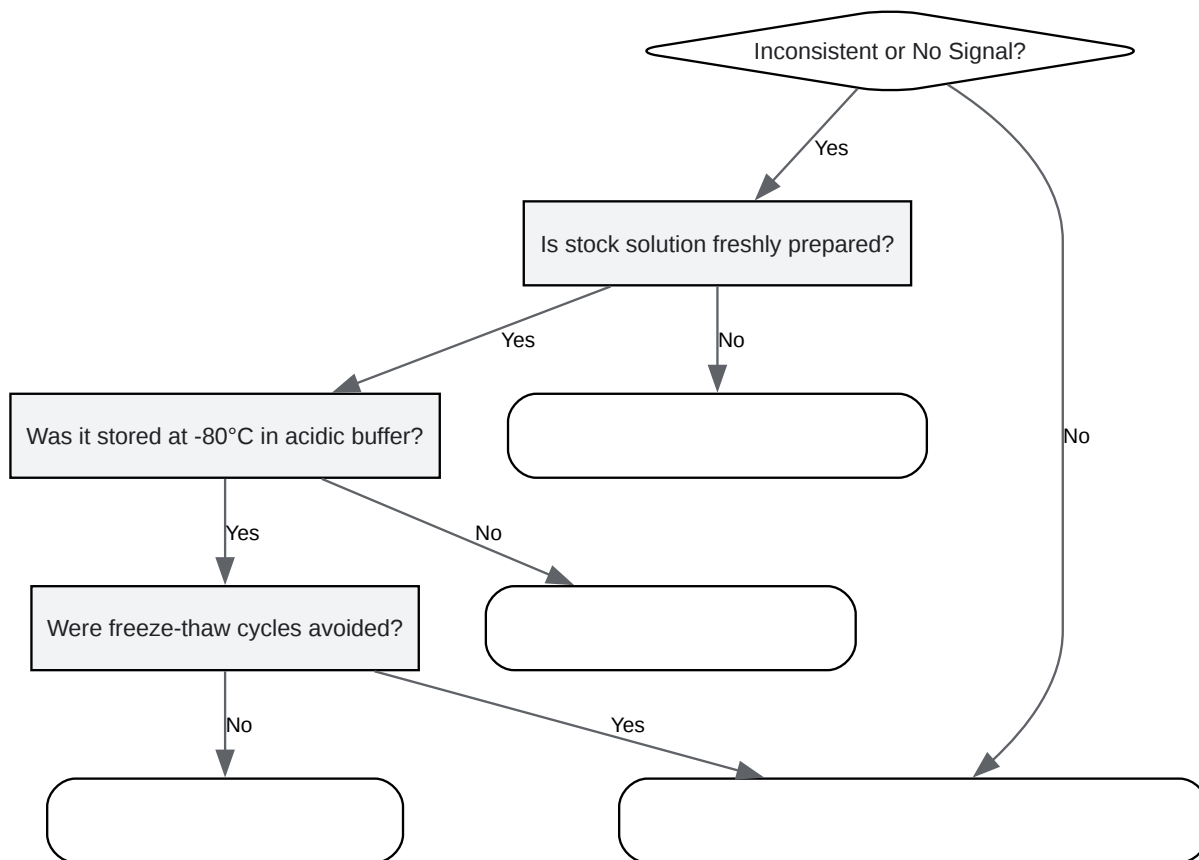 Inconsistent or No Signal?
Yes
Is stock solution freshly prepared?
Yes
No
Was it stored at -80°C in acidic buffer?
No
Yes
No
Were freeze-thaw cycles avoided?
No
Yes